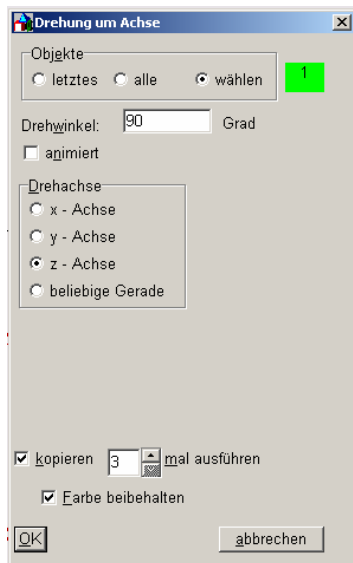 Drehung um Achse
Objekte
letztes alle wählen 1
Drehwinkel: 90 Grad
animiert
Drehachse
x - Achse
y - Achse
z - Achse
beliebige Gerade
kopieren 3 mal ausführen
Farbe beibehalten
OK abbrechen